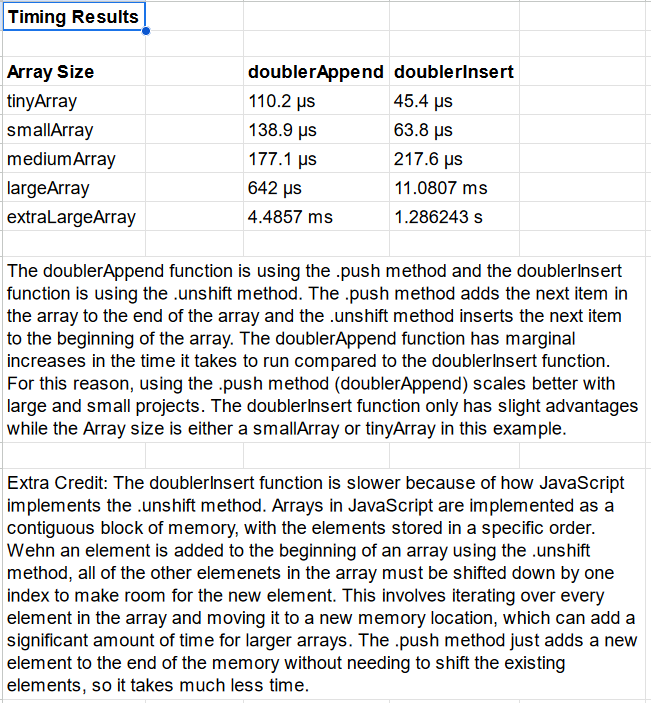 Timing Results
Array Size doublerAppend doublerInsert
tinyArray 110.2 µs 45.4 µs
smallArray 138.9 µs 63.8 µs
mediumArray 177.1 µs 217.6 µs
largeArray 642 µs 11.0807 ms
extraLargeArray 4.4857 ms 1.286243 s
The doublerAppend function is using the .push method and the doublerInsert
function is using the .unshift method. The .push method adds the next item in
the array to the end of the array and the .unshift method inserts the next item
to the beginning of the array. The doublerAppend function has marginal
increases in the time it takes to run compared to the doublerInsert function.
For this reason, using the .push method (doublerAppend) scales better with
large and small projects. The doublerInsert function only has slight advantages
while the Array size is either a smallArray or tinyArray in this example.
Extra Credit: The doublerInsert function is slower because of how JavaScript
implements the .unshift method. Arrays in JavaScript are implemented as a
contiguous block of memory, with the elements stored in a specific order.
Wehn an element is added to the beginning of an array using the .unshift
method, all of the other elemenets in the array must be shifted down by one
index to make room for the new element. This involves iterating over every
element in the array and moving it to a new memory location, which can add a
significant amount of time for larger arrays. The .push method just adds a new
element to the end of the memory without needing to shift the existing
elements, so it takes much less time.